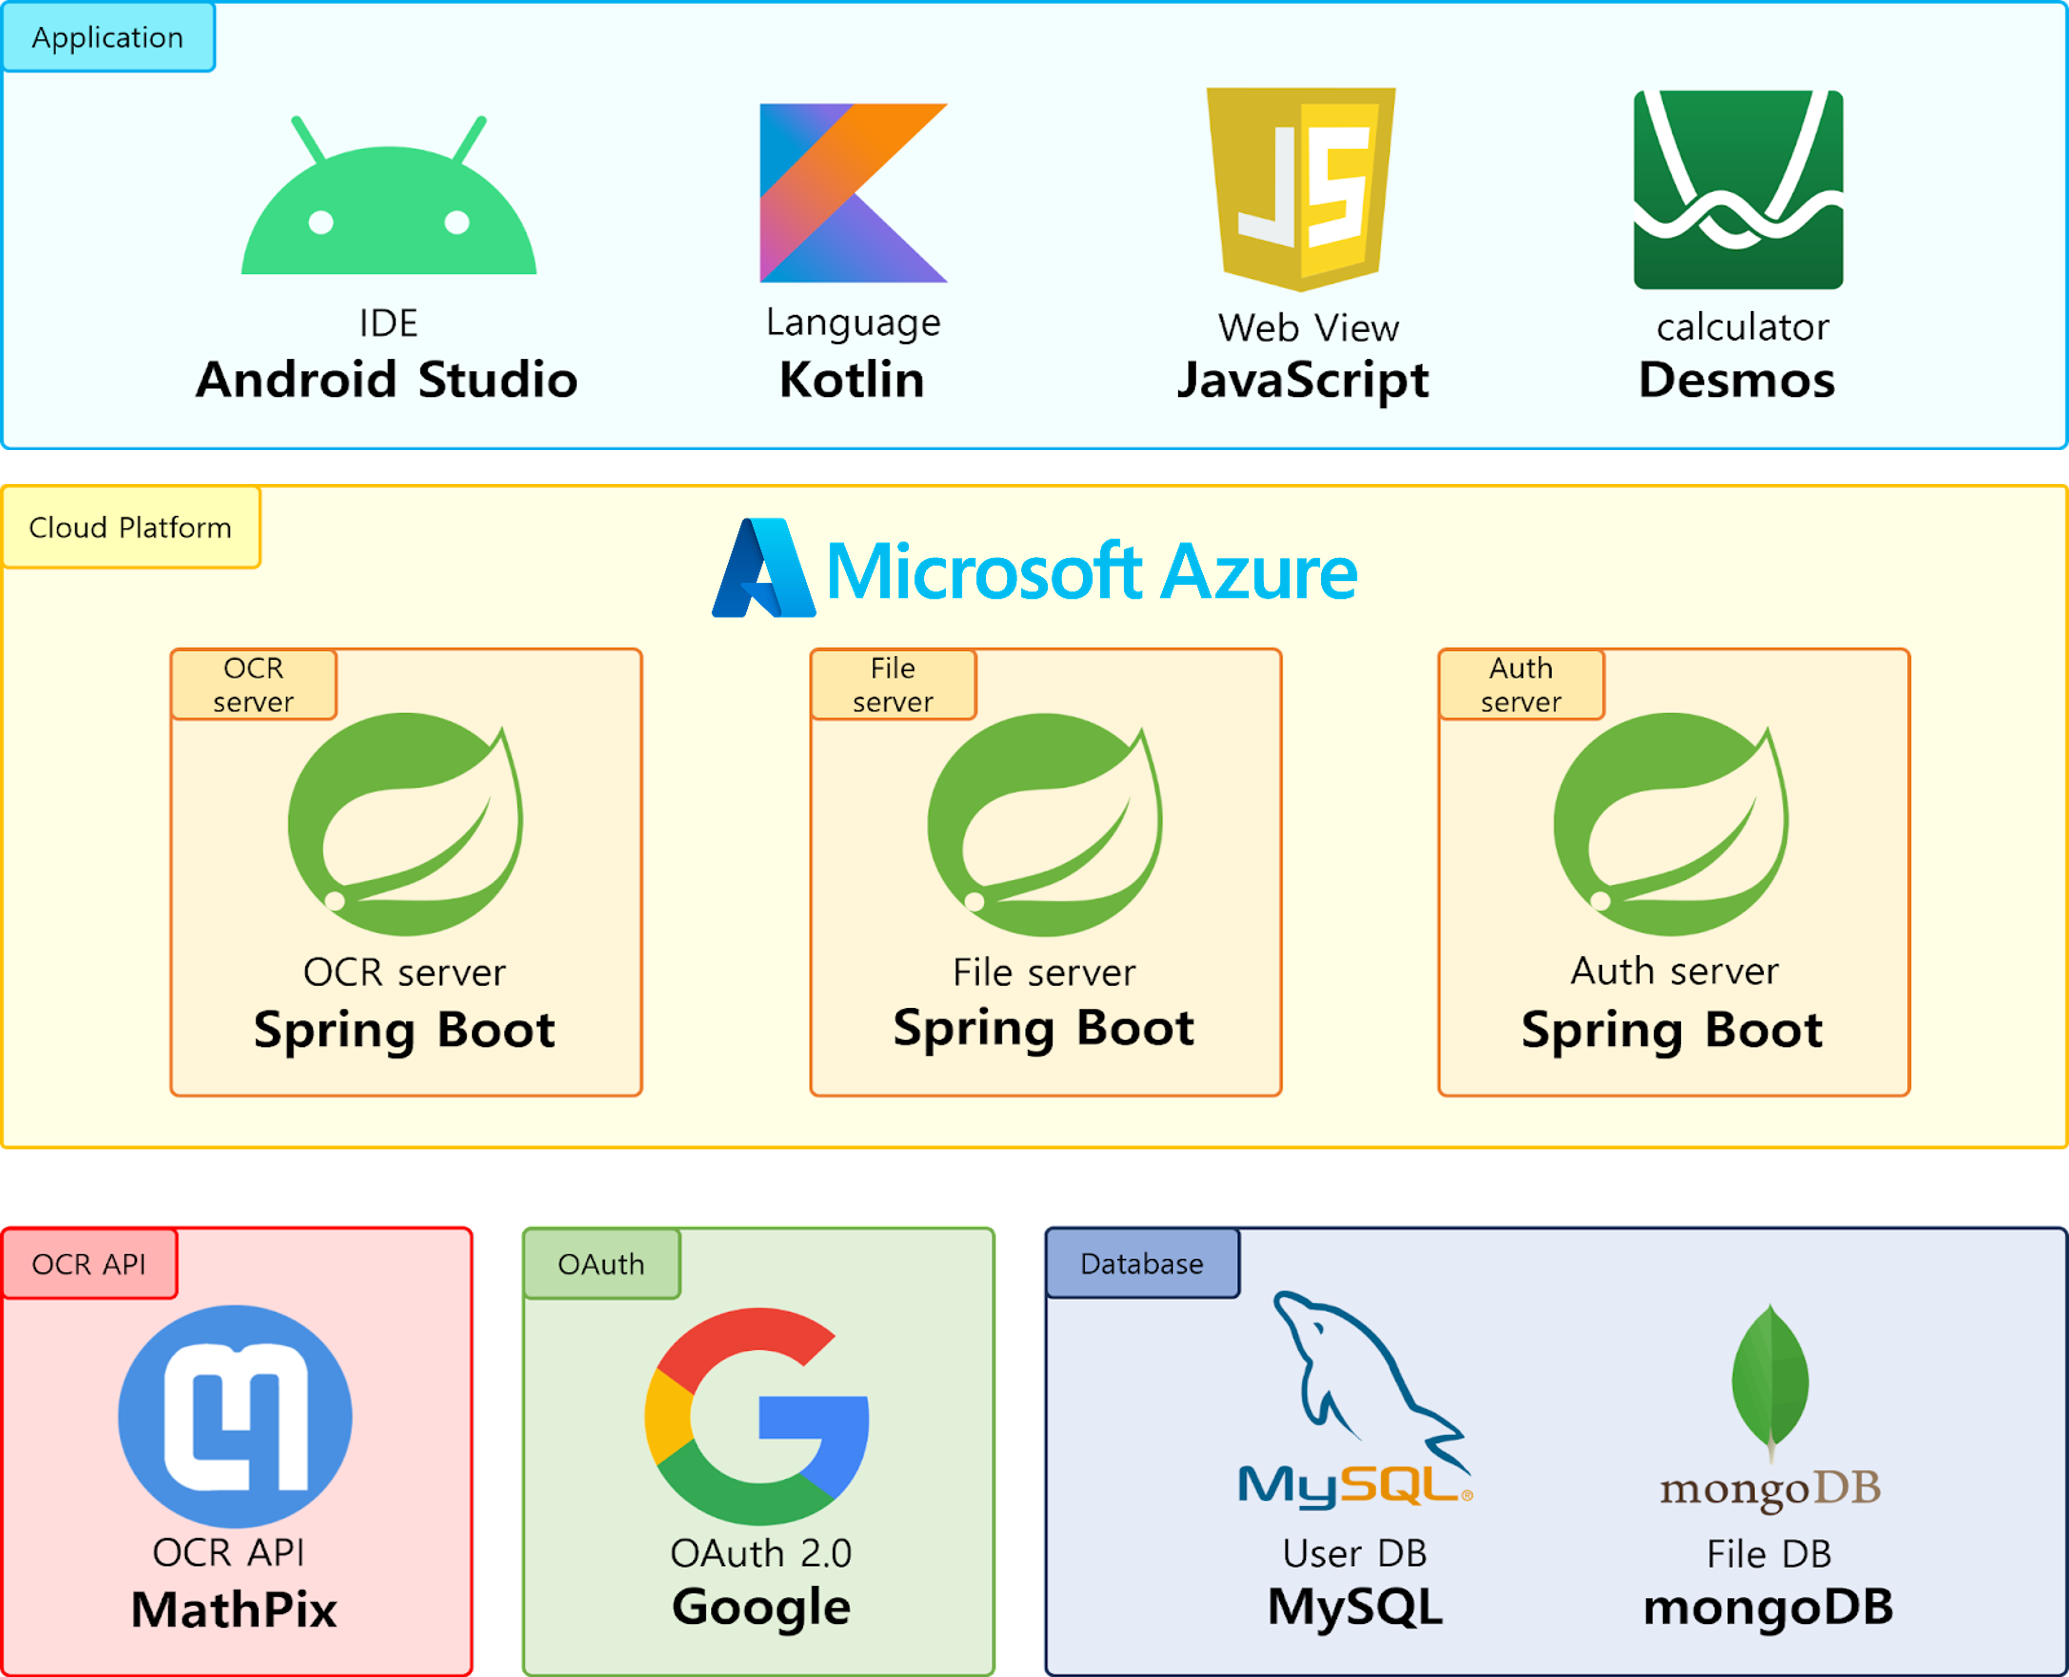 Application
IDE
Android Studio
Language
Kotlin
JS
Web View
JavaScript
calculator
Desmos
Cloud Platform
Microsoft Azure
OCR
server
OCR server
Spring Boot
File
server
File server
Spring Boot
Auth
server
Auth server
Spring Boot
OCR API
OCR API
MathPix
OAuth
OAuth 2.0
Google
Database
MySQL®
User DB
MySQL
mongoDB
File DB
mongoDB